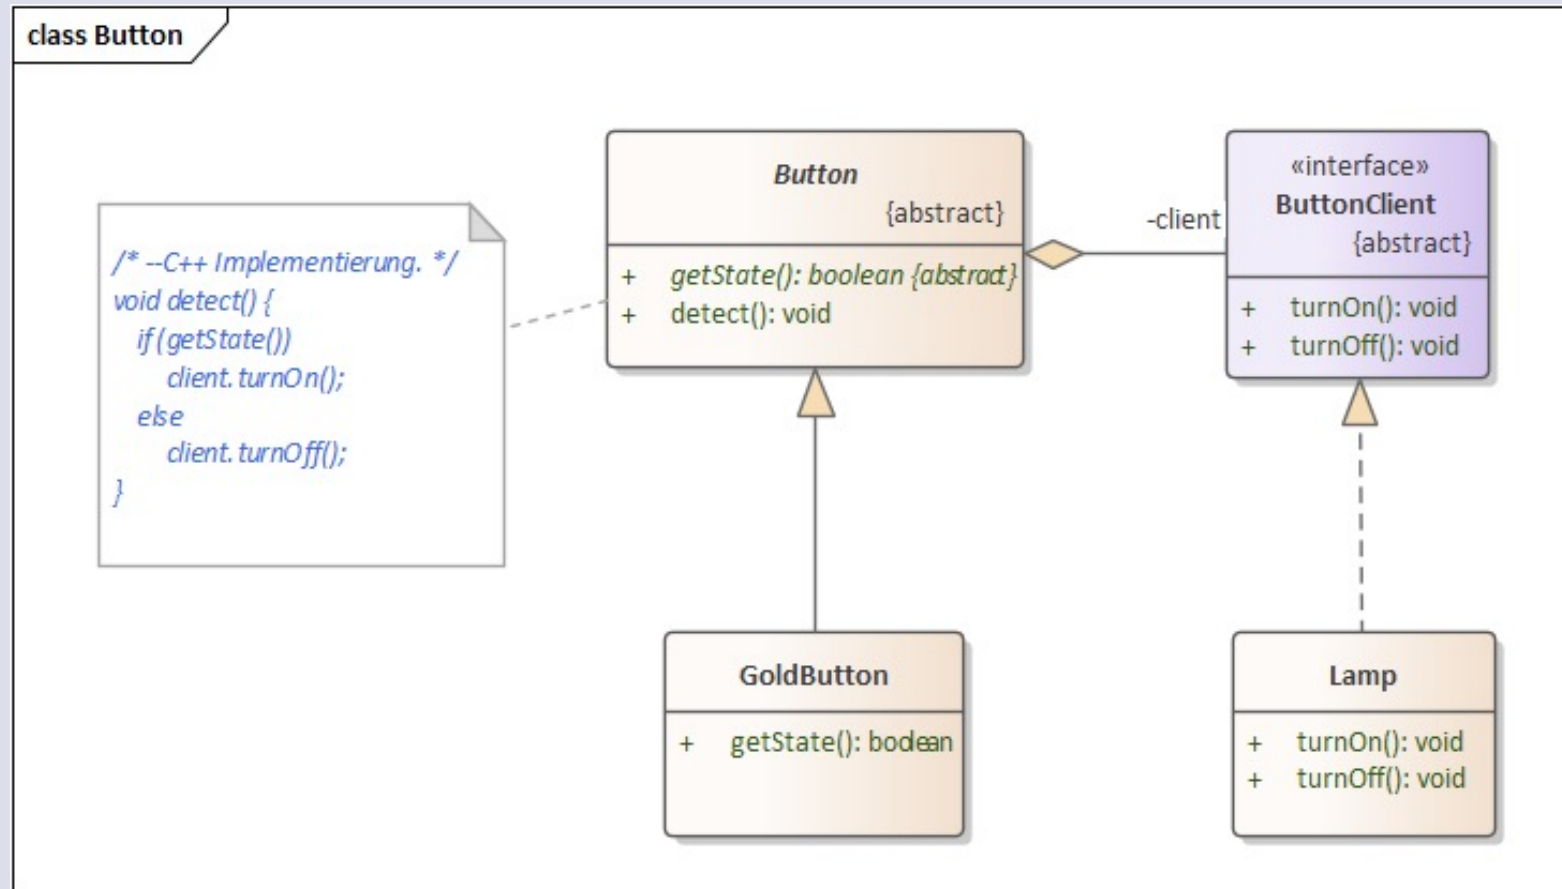 class Button
/* --C++ Implementierung. */
void detect() {
if(getState())
client.turnOn();
else
client.turnOff();
}
Button
{abstract}
+ getState(): boolean {abstract}
+ detect(): void
-client
«interface»
ButtonClient
{abstract}
+ turnOn(): void
+ turnOff(): void
GoldButton
+ getState(): boolean
Lamp
+ turnOn(): void
+ turnOff(): void